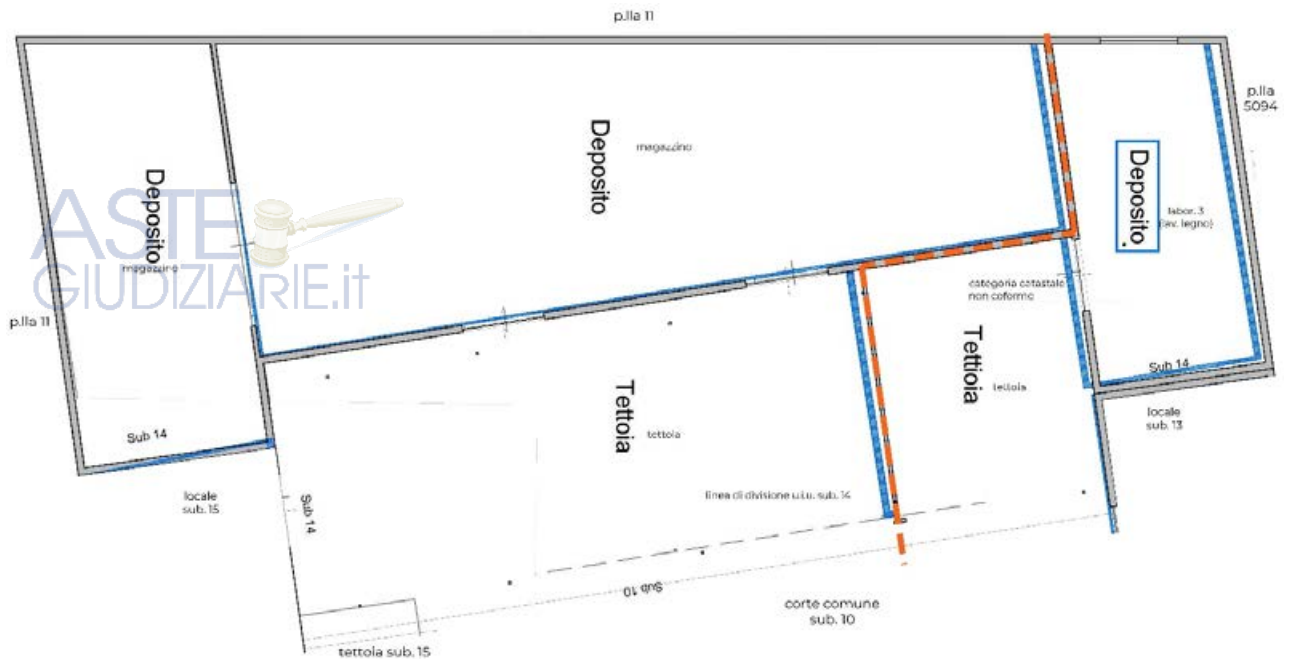 p.lla 11
p.lla
5094
Deposito
magazzino
Deposito
labor. 3
(lav. legno)
Deposito
magazzino
ASTE
GIUDIZIARIE.it
p.lla 11
categoria catastale
non coforme
Tettioia
tettoia
Sub 14
locale
sub. 13
Tettoia
tettoia
Sub 14
locale
sub. 15
Sub 14
linea di divisione u.i.u. sub. 14
Sub 10
corte comune
sub. 10
tettoia sub. 15